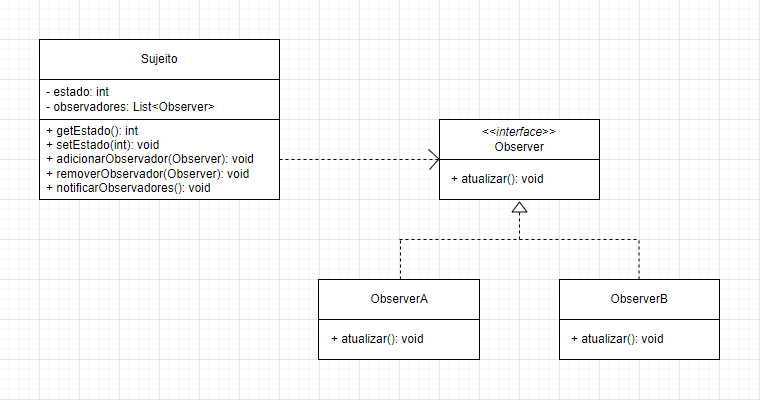 Sujeito
- estado: int
- observadores: List<Observer>
+ getEstado(): int
+ setEstado(int): void
+ adicionarObservador(Observer): void
+ removerObservador(Observer): void
+ notificarObservadores(): void
<<interface>>
Observer
+ atualizar(): void
ObserverA
+ atualizar(): void
ObserverB
+ atualizar(): void